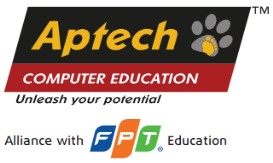 Aptech TM
COMPUTER EDUCATION
Unleash your potential
Alliance with FPT® Education